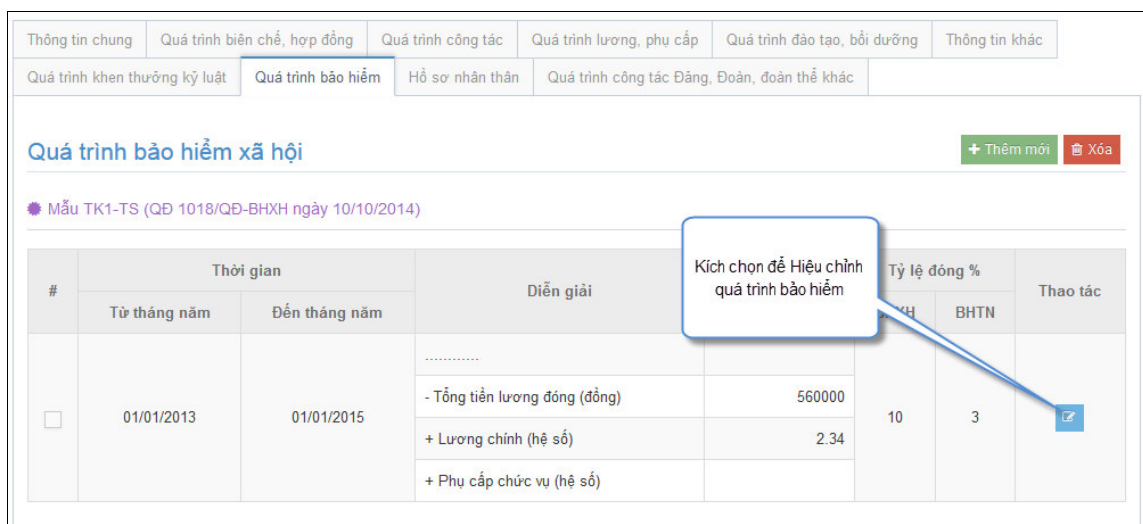 Thông tin chung Quá trình biên chế, hợp đồng Quá trình công tác Quá trình lương, phụ cấp Quá trình đào tạo, bồi dưỡng Thông tin khác
Quá trình khen thưởng kỷ luật Quá trình bảo hiểm Hồ sơ nhân thân Quá trình công tác Đảng, Đoàn, đoàn thể khác
Quá trình bảo hiểm xã hội
+ Thêm mới Xóa
Mẫu TK1-TS (QĐ 1018/QĐ-BHXH ngày 10/10/2014)
Kích chọn để Hiệu chỉnh
quá trình bảo hiểm
# Thời gian Diễn giải Tỷ lệ đóng % Thao tác
Từ tháng năm Đến tháng năm BHTN
............
01/01/2013 01/01/2015 10 3
- Tổng tiền lương đóng (đồng) 560000
+ Lương chính (hệ số) 2.34
+ Phụ cấp chức vụ (hệ số)